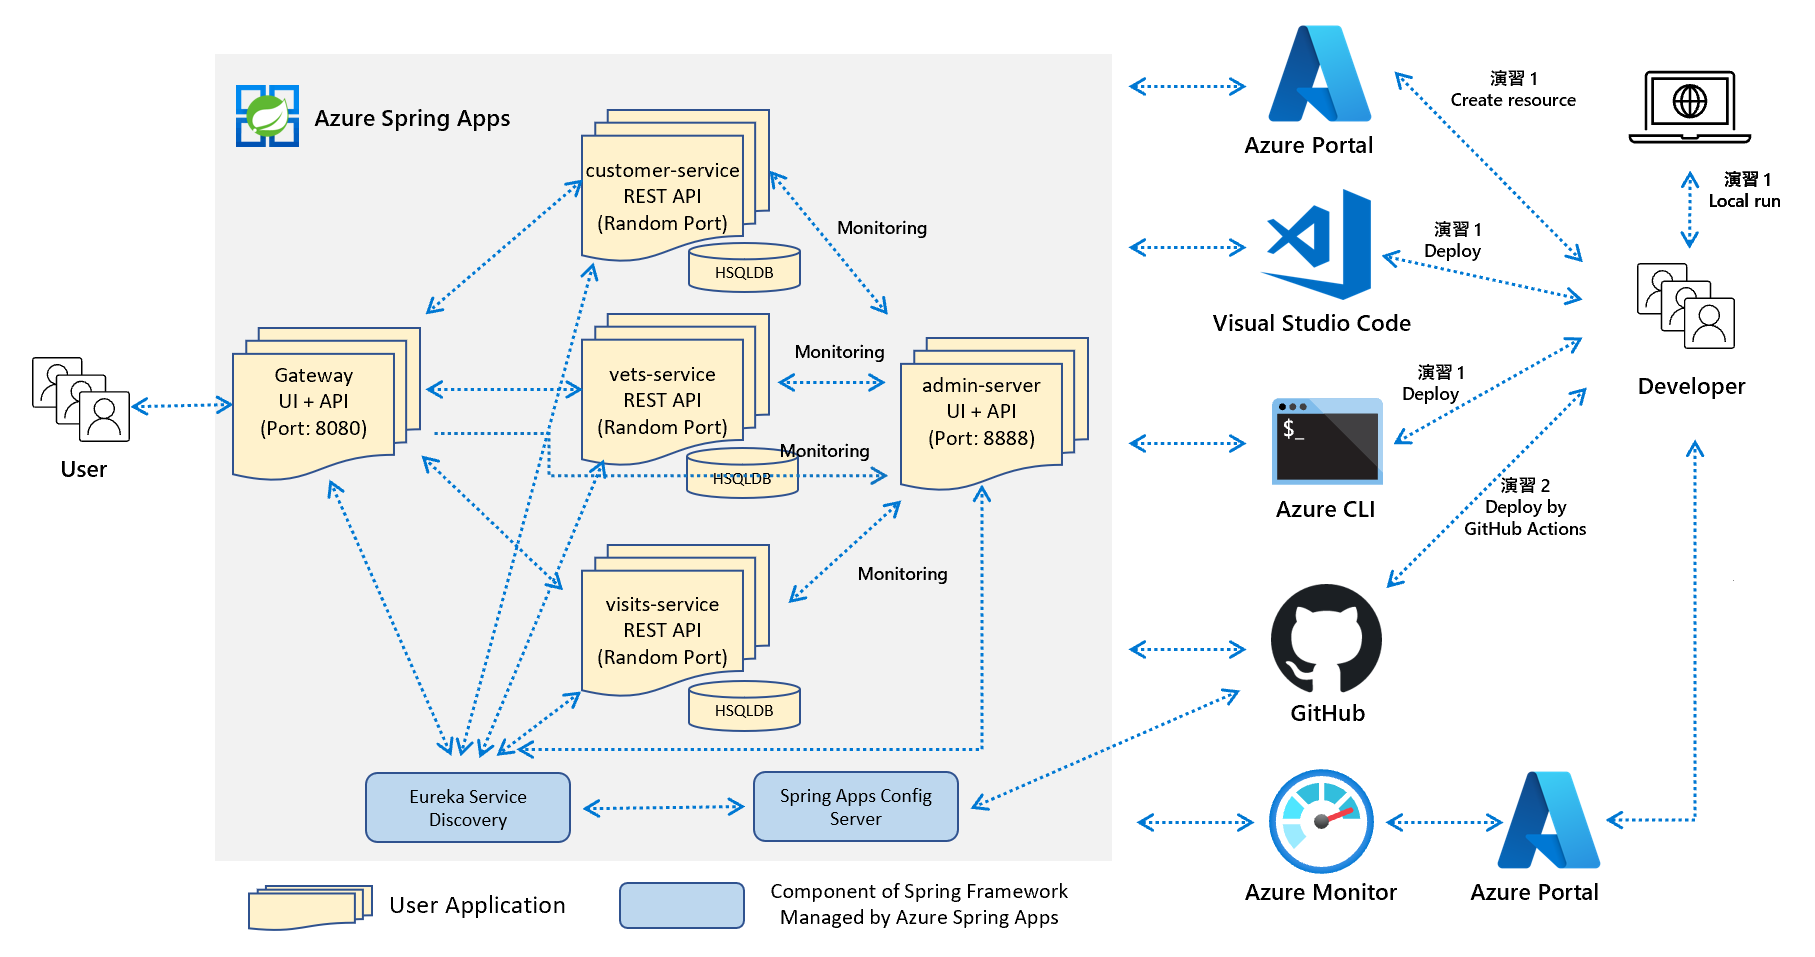 Azure Spring Apps
customer-service
REST API
(Random Port)
HSQLDB
Monitoring
Gateway
UI + API
(Port: 8080)
vets-service
REST API
(Random Port)
HSQLDB
Monitoring
Monitoring
admin-server
UI + API
(Port: 8888)
User
visits-service
REST API
(Random Port)
HSQLDB
Monitoring
Eureka Service
Discovery
Spring Apps Config
Server
User Application
Component of Spring Framework
Managed by Azure Spring Apps
Azure Portal
演習 1
Create resource
演習 1
Local run
Visual Studio Code
演習 1
Deploy
Developer
$_
Azure CLI
演習 1
Deploy
演習 2
Deploy by
GitHub Actions
GitHub
Azure Monitor
Azure Portal